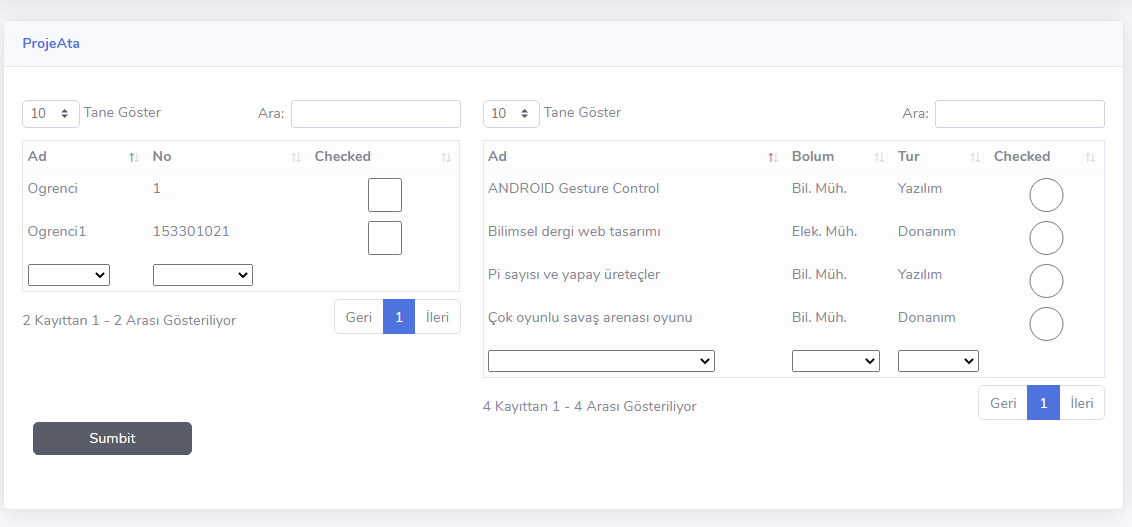 ProjeAta
10 Tane Göster Ara:
Ad No Checked
Ogrenci 1
Ogrenci1 153301021
2 Kayıttan 1 - 2 Arası Gösteriliyor
Geri 1 İleri
Sumbit
10 Tane Göster Ara:
Ad Bolum Tur Checked
ANDROID Gesture Control Bil. Müh. Yazılım
Bilimsel dergi web tasarımı Elek. Müh. Donanım
Pi sayısı ve yapay üreteçler Bil. Müh. Yazılım
Çok oyunlu savaş arenası oyunu Bil. Müh. Donanım
4 Kayıttan 1 - 4 Arası Gösteriliyor
Geri 1 İleri